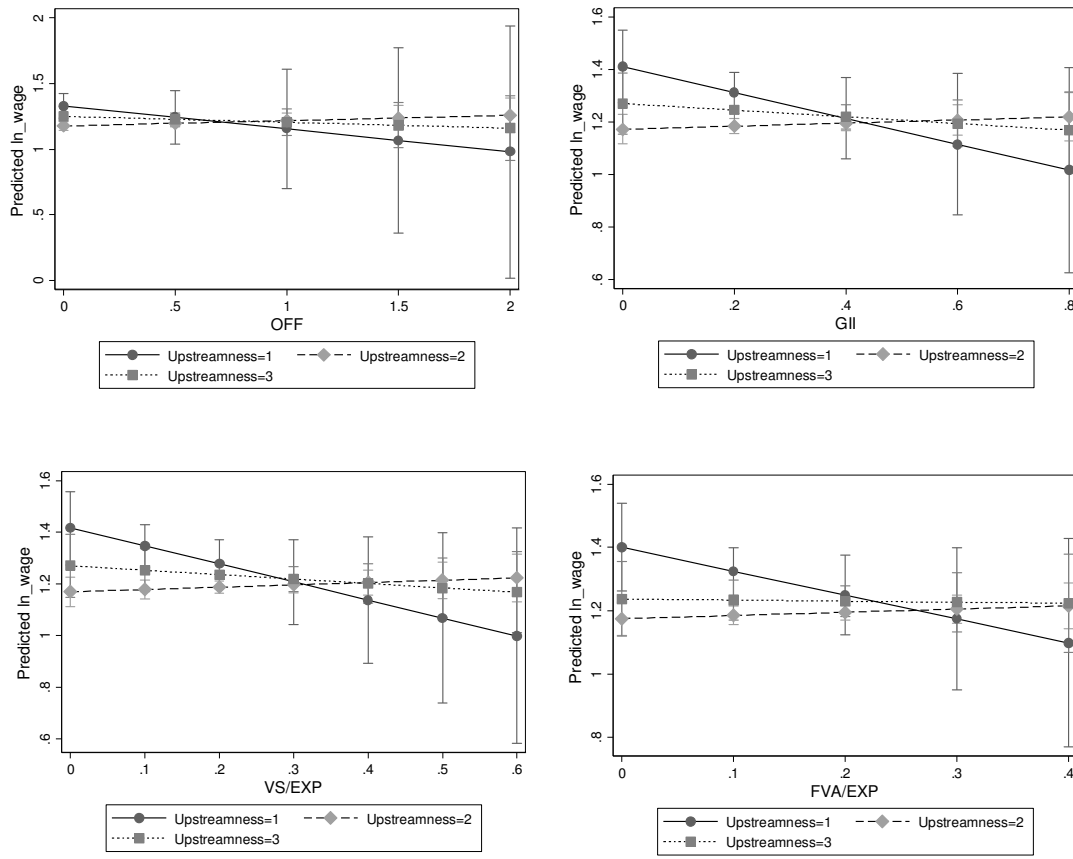 Predicted ln_wage
2
1.5
1
.5
0
0 .5 1 1.5 2
OFF
Upstreamness=1 Upstreamness=2
Upstreamness=3
Predicted ln_wage
1.6
1.4
1.2
1
.8
.6
0 .2 .4 .6 .8
GII
Upstreamness=1 Upstreamness=2
Upstreamness=3
Predicted ln_wage
1.6
1.4
1.2
1
.8
.6
0 .1 .2 .3 .4 .5 .6
VS/EXP
Upstreamness=1 Upstreamness=2
Upstreamness=3
Predicted ln_wage
1.6
1.4
1.2
1
.8
0 .1 .2 .3 .4
FVA/EXP
Upstreamness=1 Upstreamness=2
Upstreamness=3